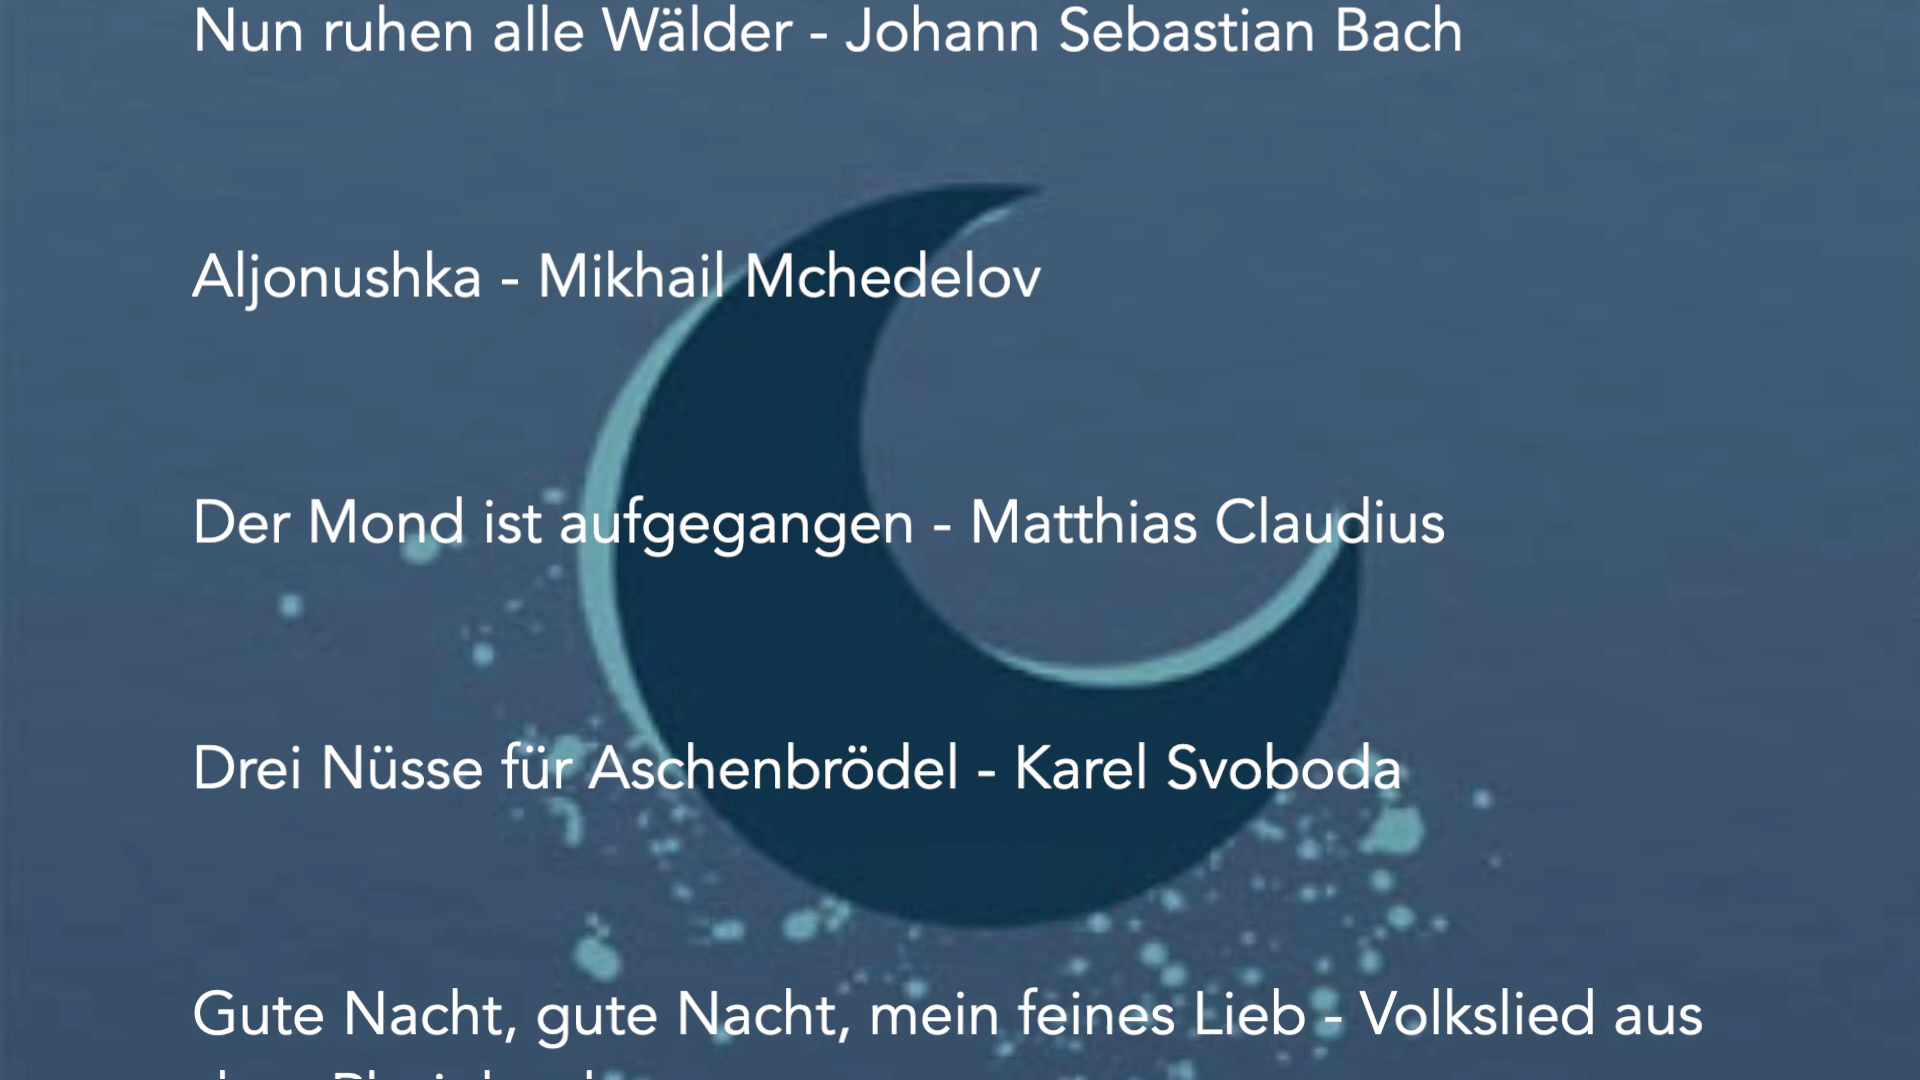 Nun ruhen alle Wälder - Johann Sebastian Bach
Aljonushka - Mikhail Mchedelov
Der Mond ist aufgegangen - Matthias Claudius
Drei Nüsse für Aschenbrödel - Karel Svoboda
Gute Nacht, gute Nacht, mein feines Lieb - Volkslied aus